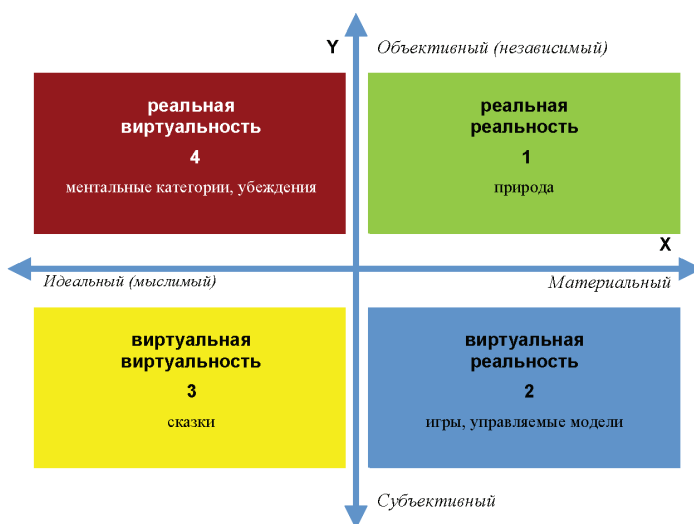 Y
Объективный (независимый)
реальная
виртуальность
4
ментальные категории, убеждения
реальная
реальность
1
природа
X
Идеальный (мыслимый)
Материальный
виртуальная
виртуальность
3
сказки
виртуальная
реальность
2
игры, управляемые модели
Субъективный